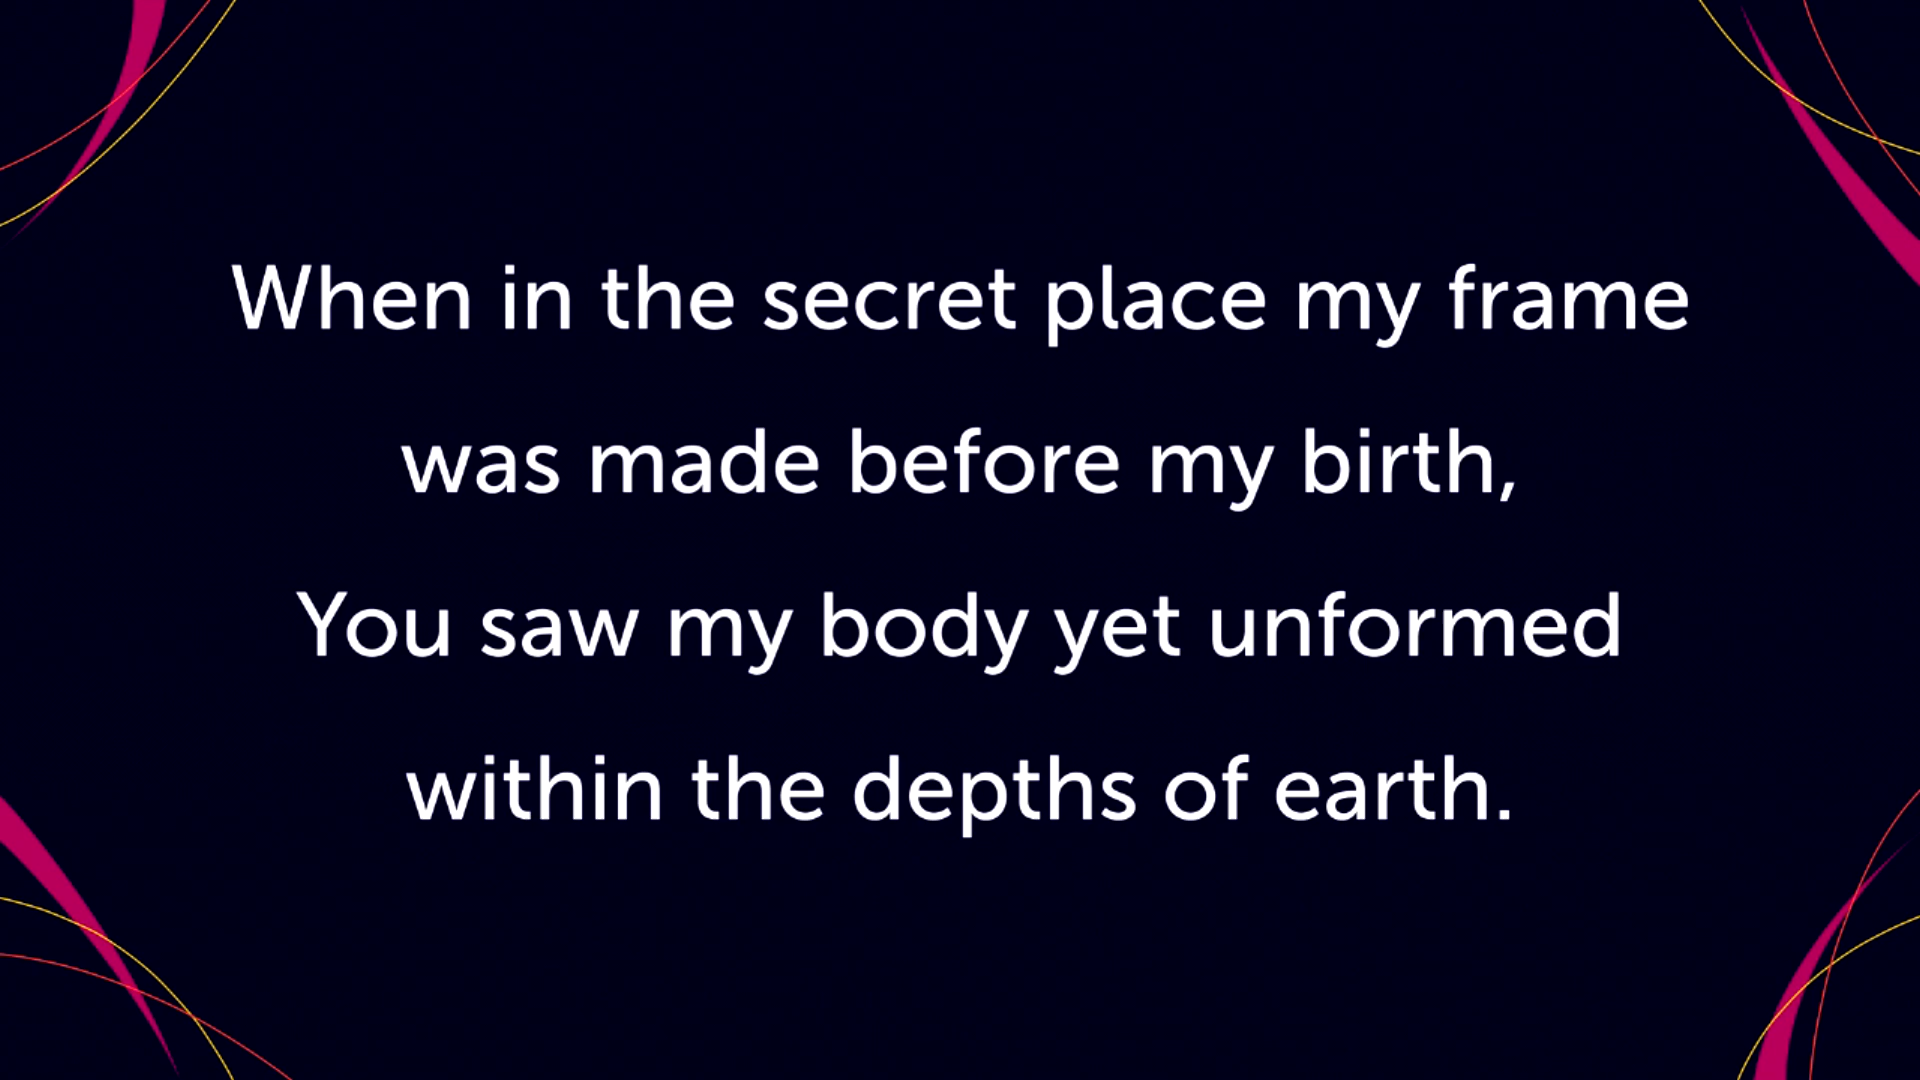 When in the secret place my frame
was made before my birth,
You saw my body yet unformed
within the depths of earth.